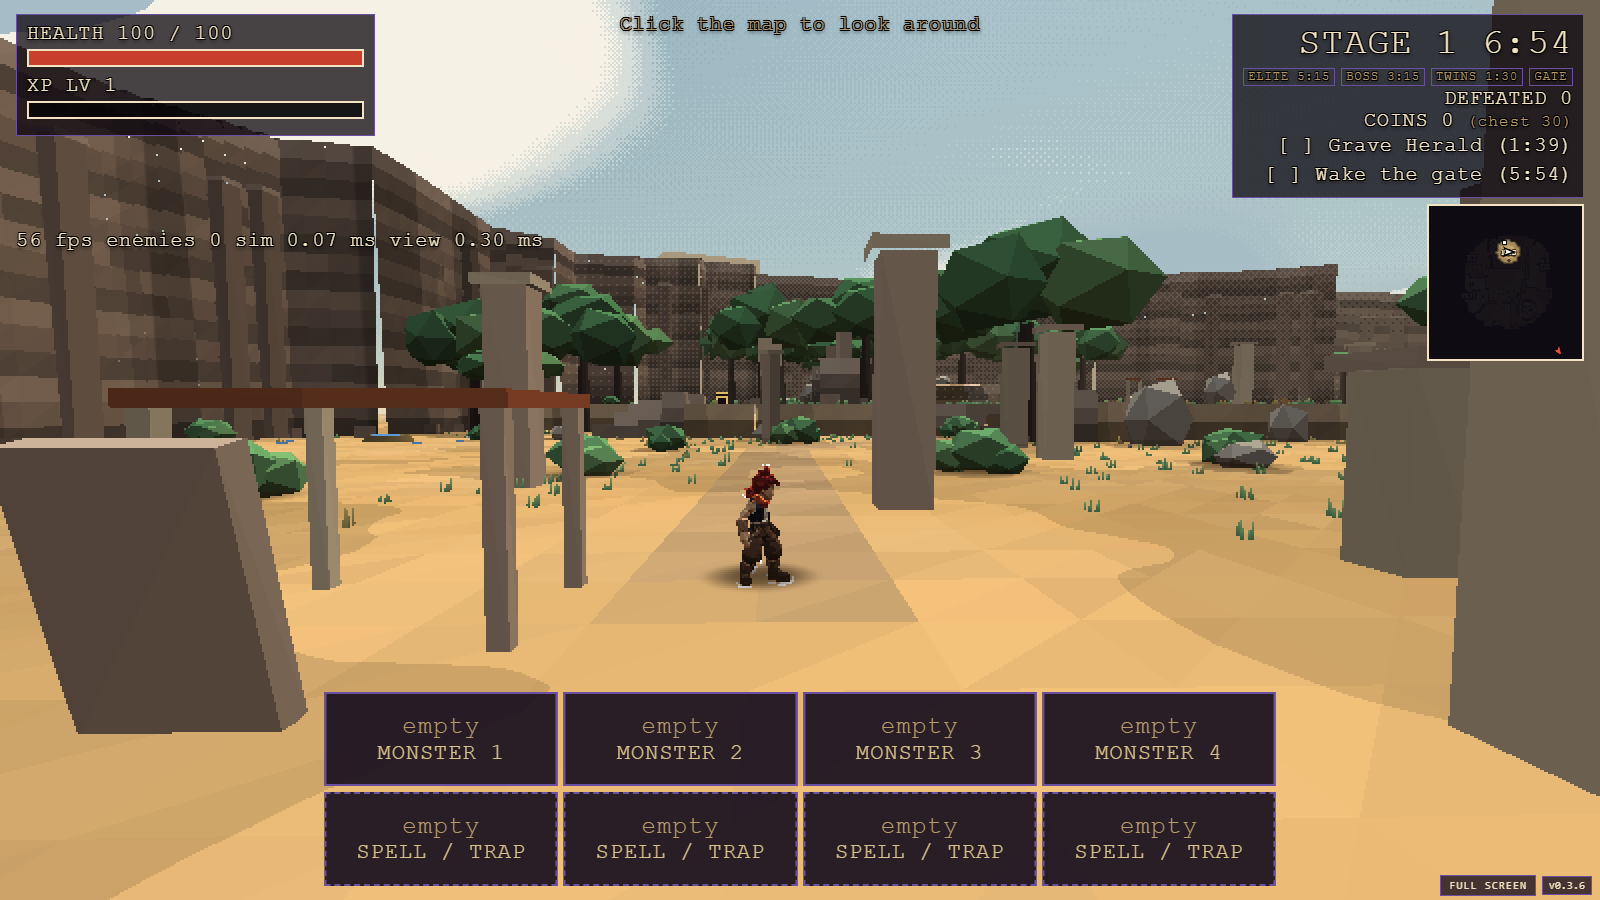 HEALTH 100 / 100
XP LV 1
Click the map to look around
STAGE 1 6:54
ELITE 5:15 BOSS 3:15 TWINS 1:30 GATE
DEFEATED 0
COINS 0 (chest 30)
[ ] Grave Herald (1:39)
[ ] Wake the gate (5:54)
56 fps enemies 0 sim 0.07 ms view 0.30 ms
empty empty empty empty
MONSTER 1 MONSTER 2 MONSTER 3 MONSTER 4
empty empty empty empty
SPELL / TRAP SPELL / TRAP SPELL / TRAP SPELL / TRAP
FULL SCREEN v0.3.6